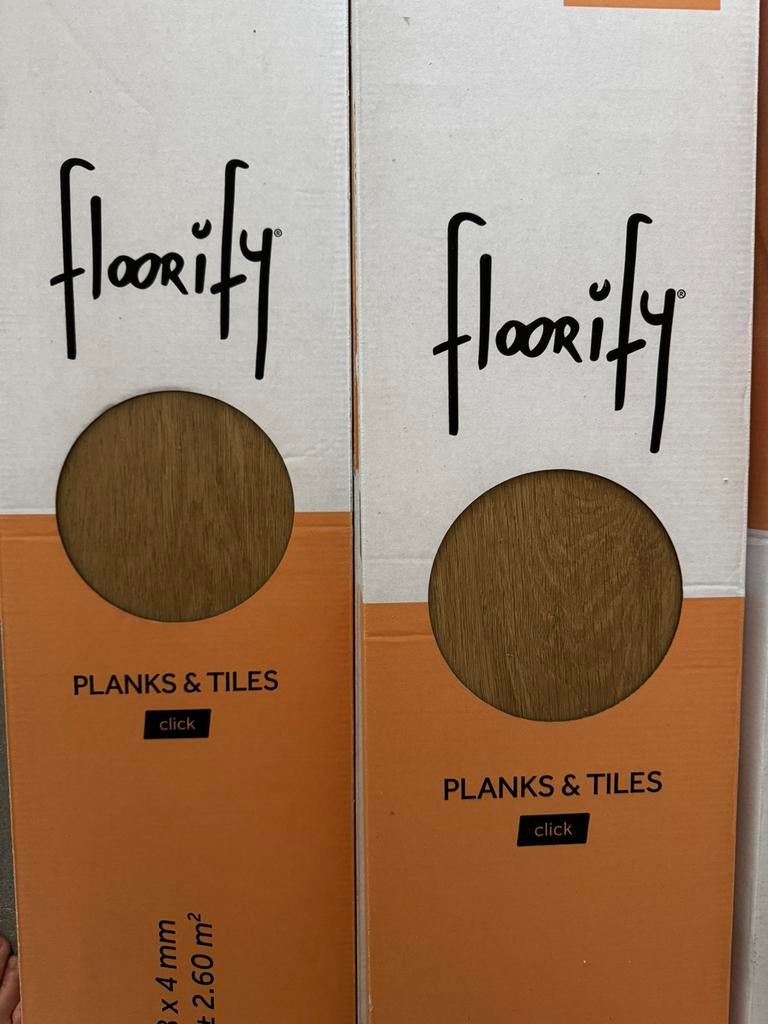 floorify®
PLANKS & TILES
click
x 4 mm
± 2.60 m²
floorify®
PLANKS & TILES
click